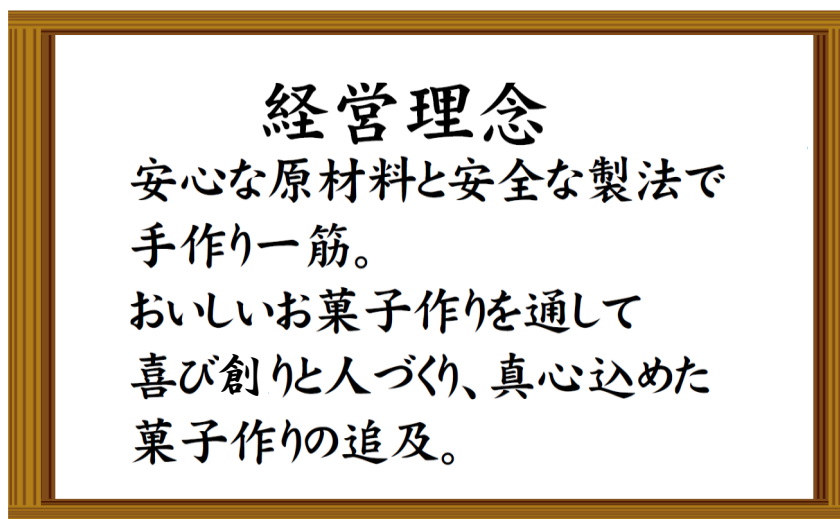 経営理念
安心な原材料と安全な製法で
手作り一筋。
おいしいお菓子作りを通して
喜び創りと人づくり、真心込めた
菓子作りの追及。